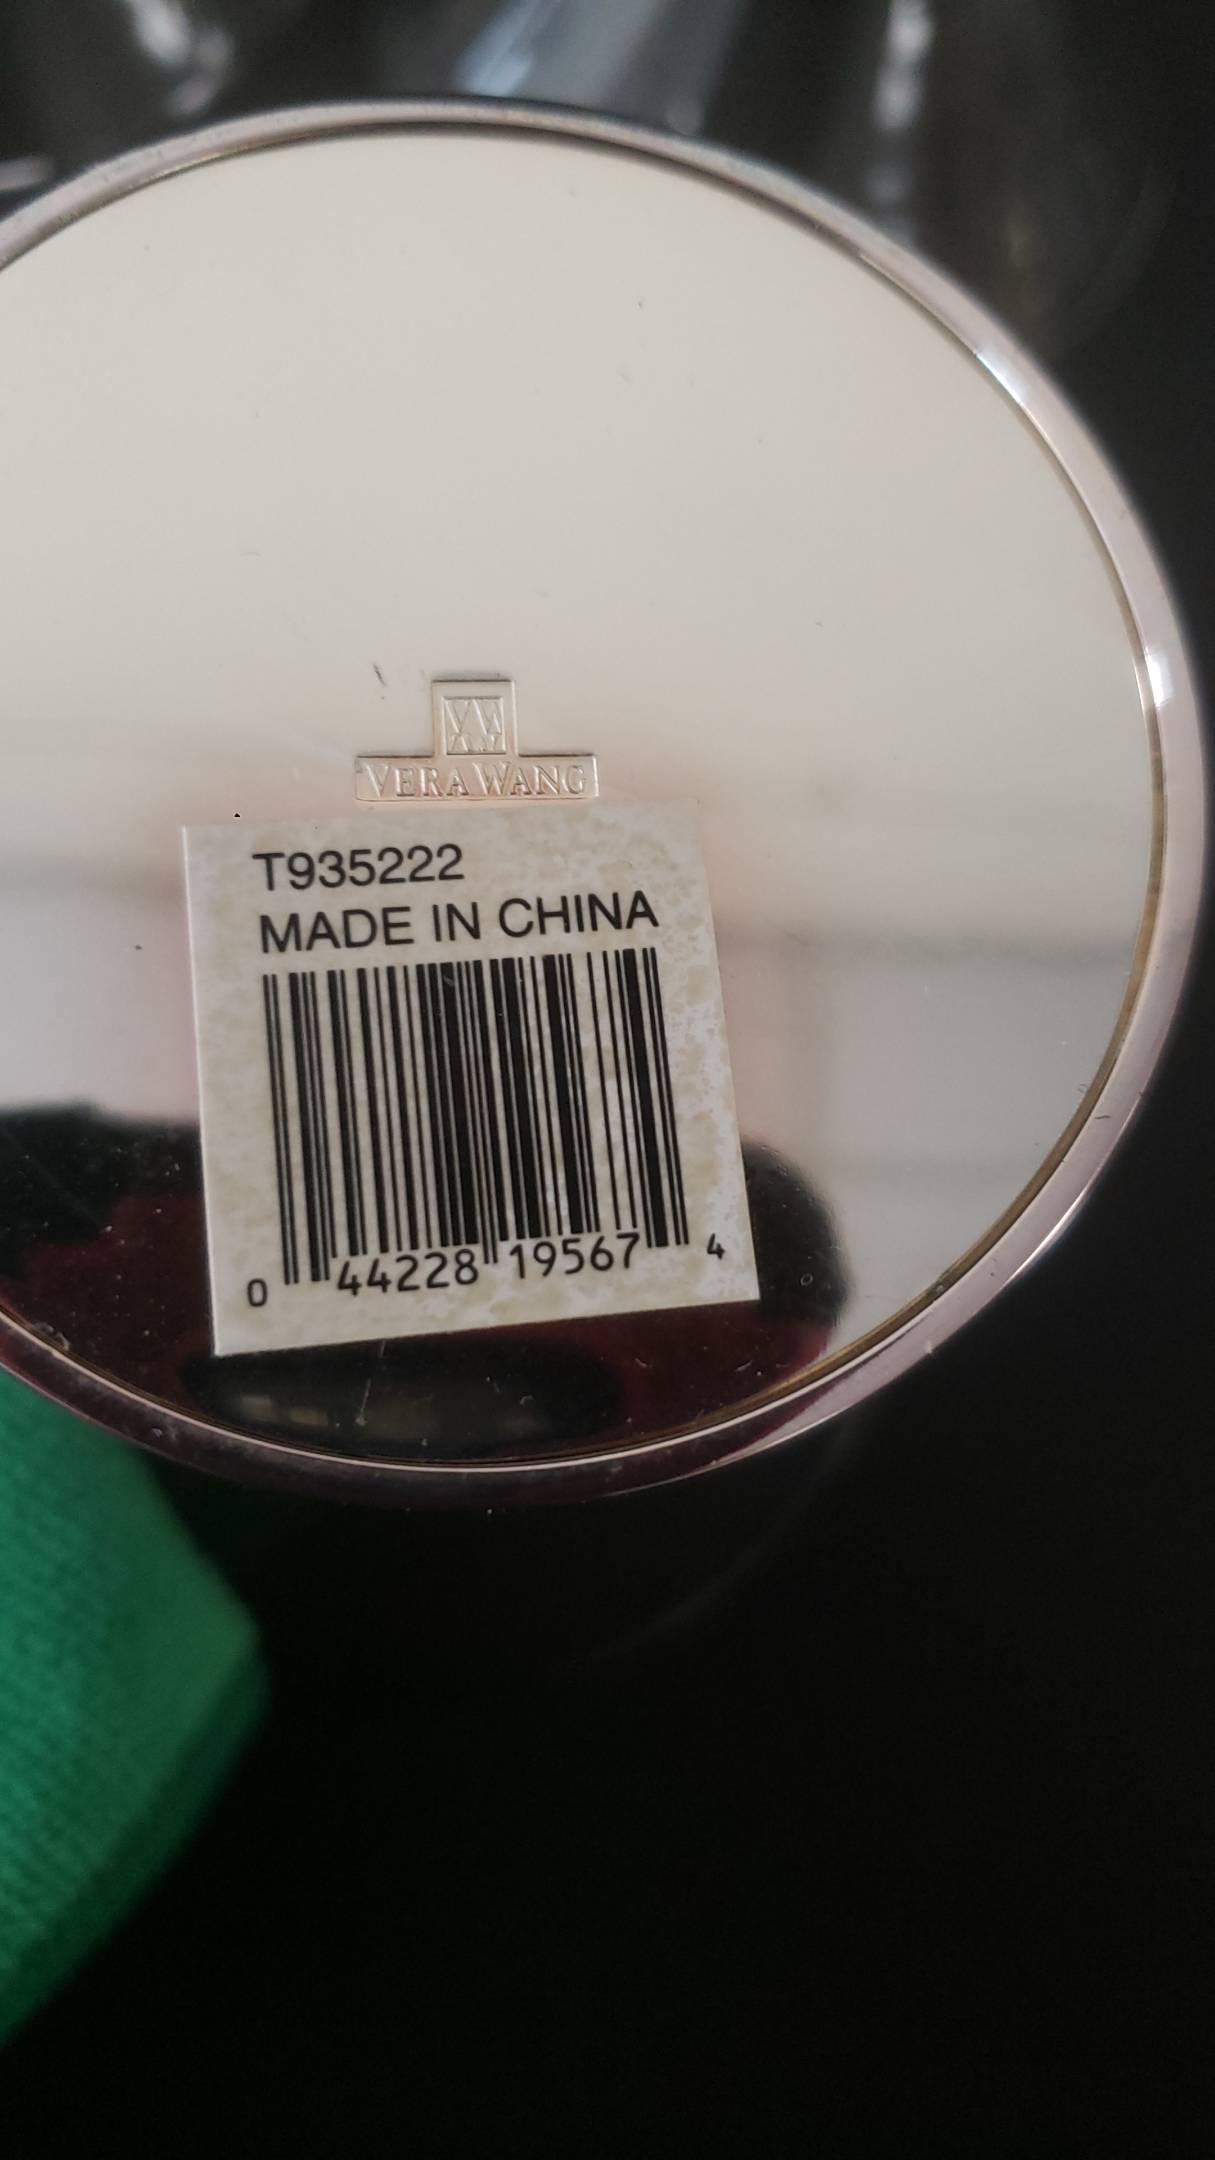 VERA WANG
T935222
MADE IN CHINA
0 44228 19567 4